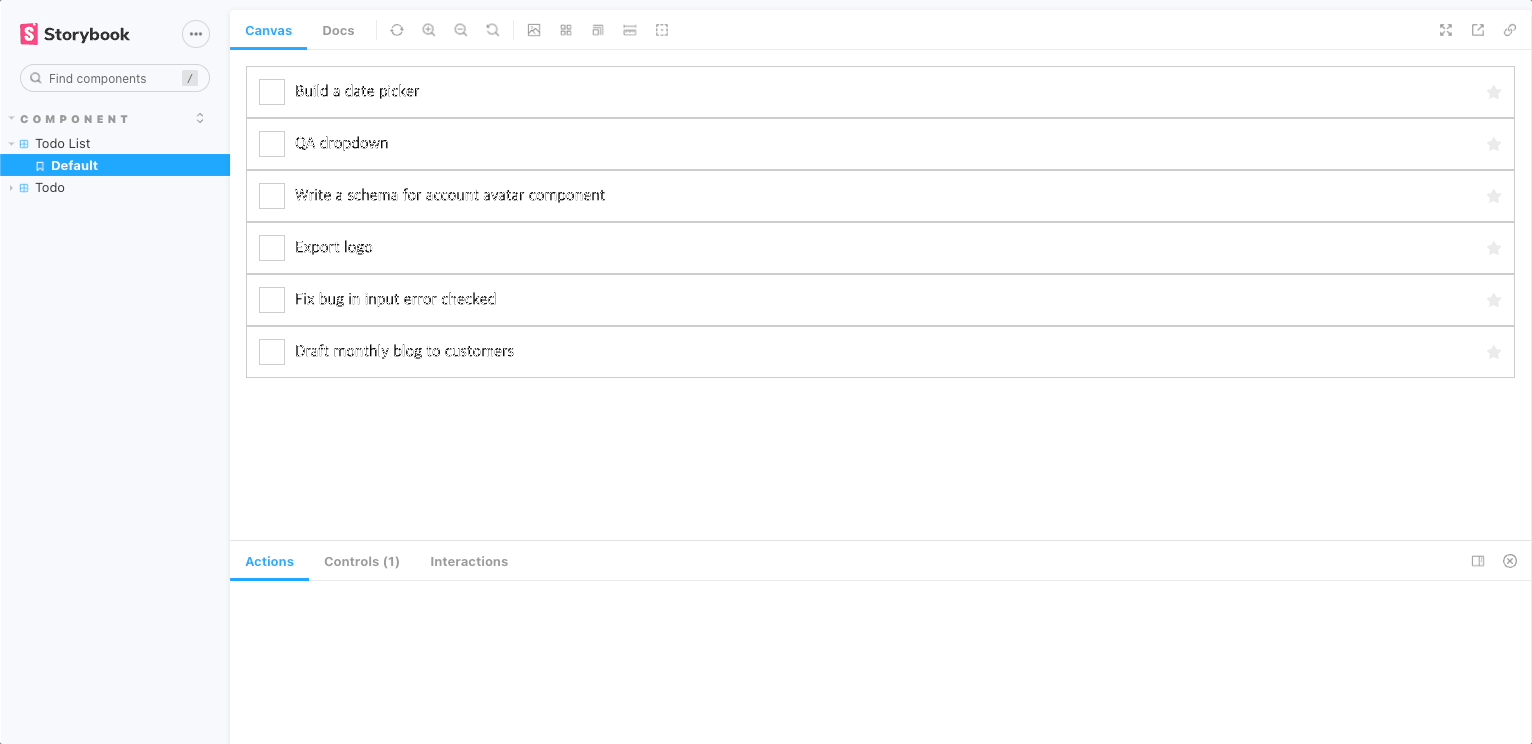 Storybook
Find components /
COMPONENT
Todo List
Default
Todo
Canvas Docs
Build a date picker
QA dropdown
Write a schema for account avatar component
Export logo
Fix bug in input error checked
Draft monthly blog to customers
Actions Controls (1) Interactions